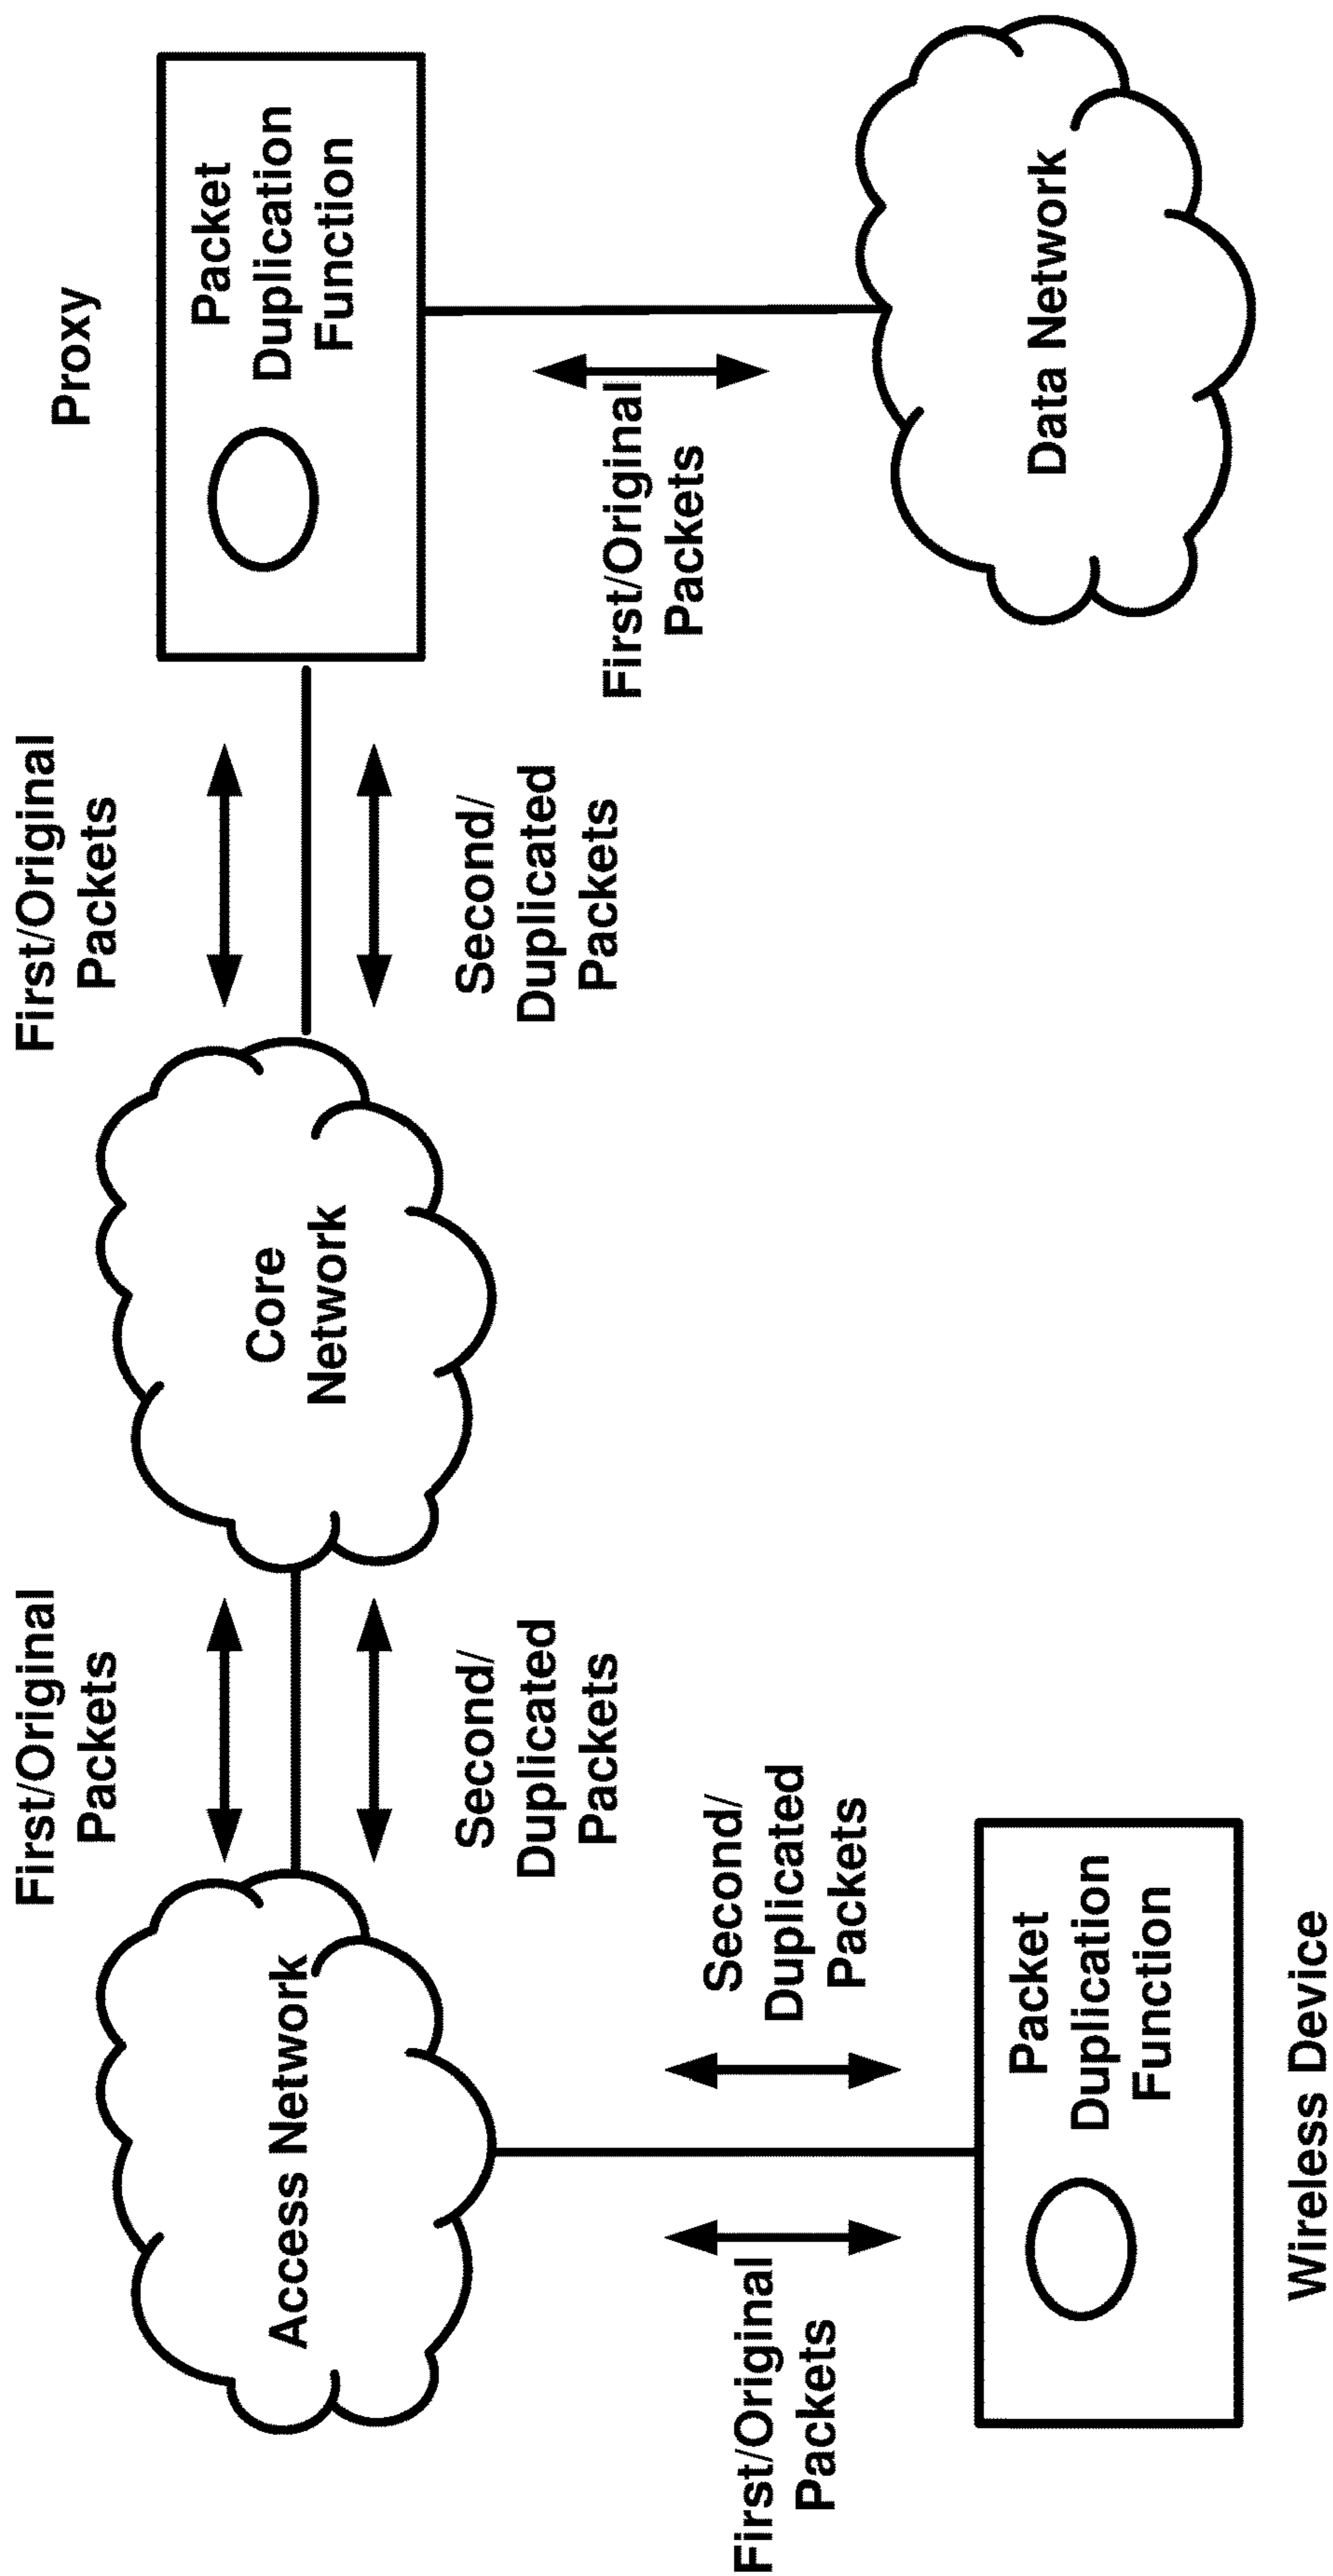 First/Original
Packets
First/Original
Packets
Proxy
Access Network
Core
Network
Packet
Duplication
Function
Second/
Duplicated
Packets
Second/
Duplicated
Packets
First/Original
Packets
First/Original
Packets
Second/
Duplicated
Packets
Packet
Duplication
Function
Wireless Device
Data Network